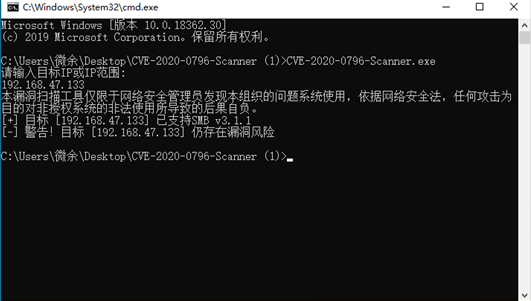 C:\Windows\System32\cmd.exe
Microsoft Windows [版本 10.0.18362.30]
(c) 2019 Microsoft Corporation。保留所有权利。
C:\Users\微余\Desktop\CVE-2020-0796-Scanner (1)>CVE-2020-0796-Scanner.exe
请输入目标IP或IP范围:
192.168.47.133
本漏洞扫描工具仅限于网络安全管理员发现本组织的问题系统使用，依据网络安全法，任何攻击为
目的对非授权系统的非法使用所导致的后果自负。
[+] 目标 [192.168.47.133] 已支持SMB v3.1.1
[-] 警告! 目标 [192.168.47.133] 仍存在漏洞风险
C:\Users\微余\Desktop\CVE-2020-0796-Scanner (1)>